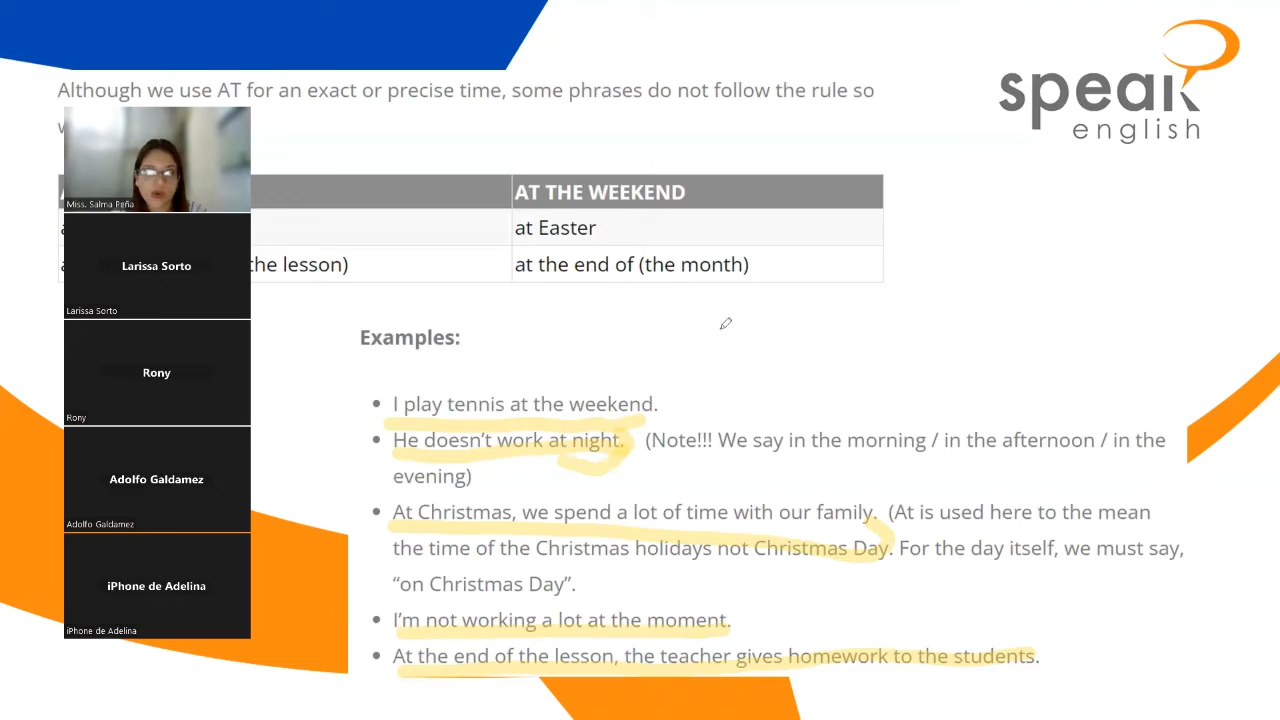 speak
english
Although we use AT for an exact or precise time, some phrases do not follow the rule so
AT THE WEEKEND
at Easter
the lesson) at the end of (the month)
Miss. Salma Peña
Larissa Sorto
Larissa Sorto
Rony
Rony
Adolfo Galdamez
Adolfo Galdamez
iPhone de Adelina
iPhone de Adelina
Examples:
• I play tennis at the weekend.
• He doesn't work at night. (Note!!! We say in the morning / in the afternoon / in the
evening)
• At Christmas, we spend a lot of time with our family. (At is used here to the mean
the time of the Christmas holidays not Christmas Day. For the day itself, we must say,
“on Christmas Day”.
• I'm not working a lot at the moment.
• At the end of the lesson, the teacher gives homework to the students.